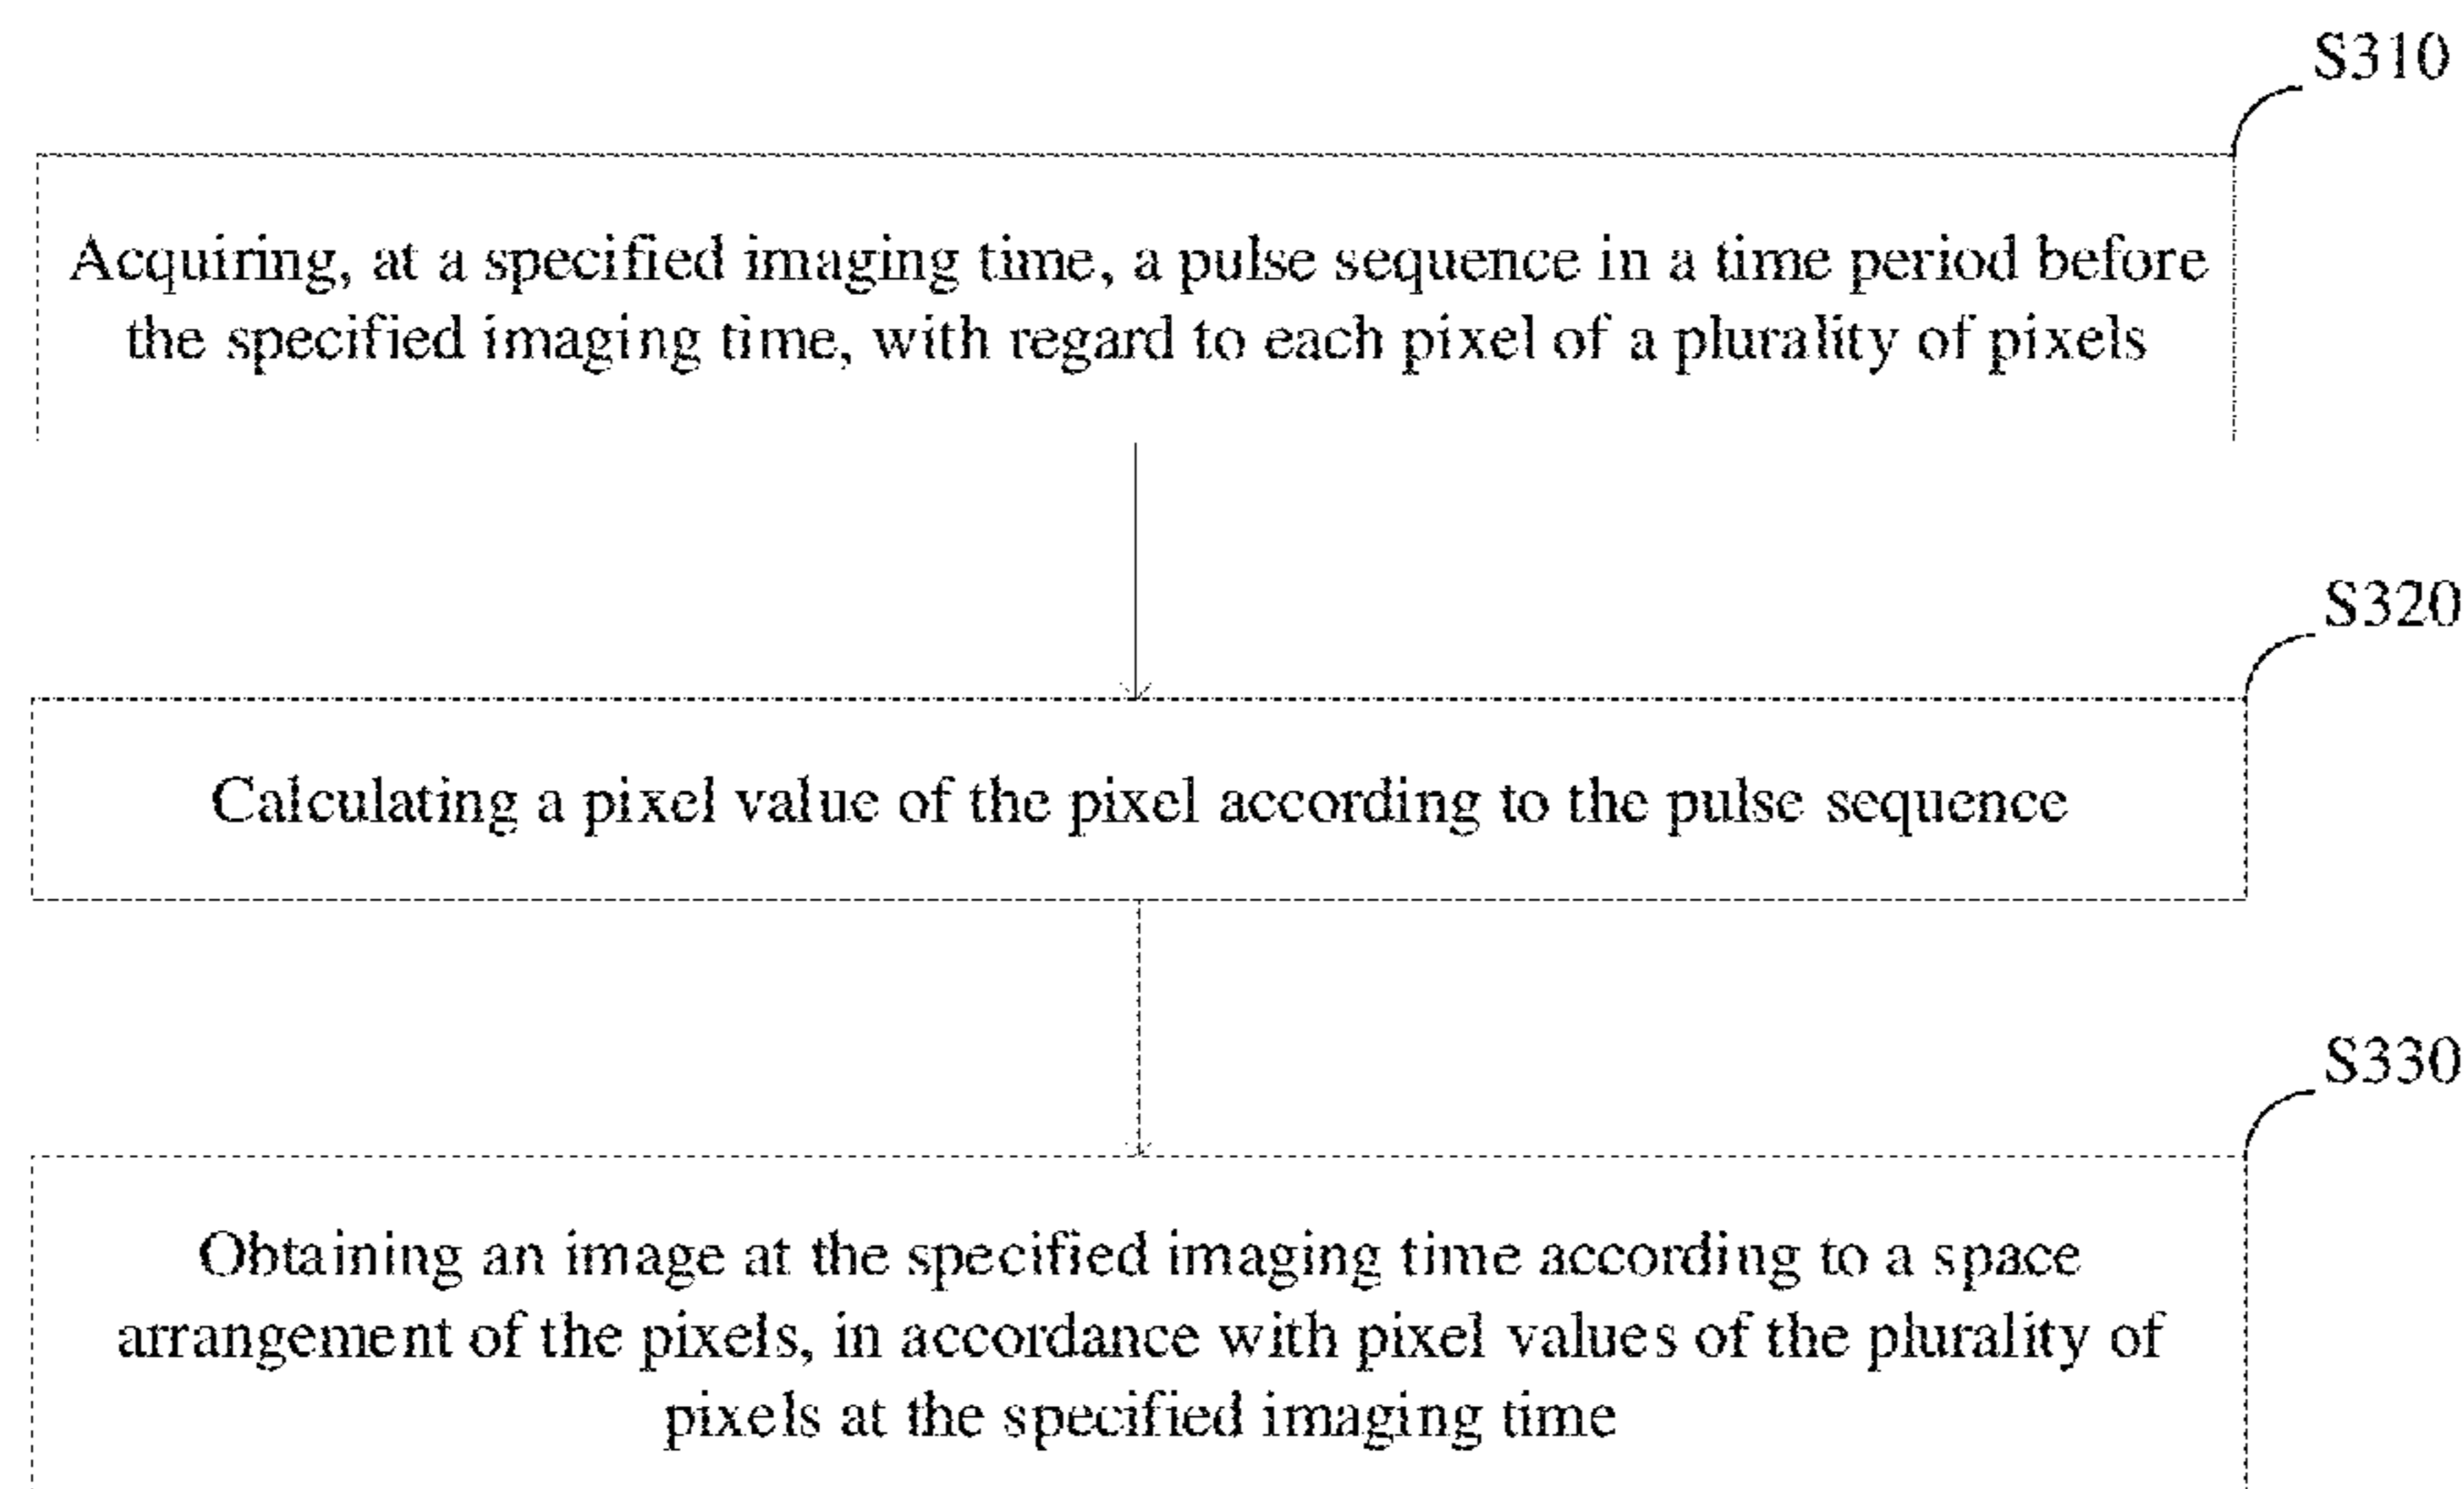 S310
Acquiring, at a specified imaging time, a pulse sequence in a time period before
the specified imaging time, with regard to each pixel of a plurality of pixels
S320
Calculating a pixel value of the pixel according to the pulse sequence
S330
Obtaining an image at the specified imaging time according to a space
arrangement of the pixels, in accordance with pixel values of the plurality of
pixels at the specified imaging time